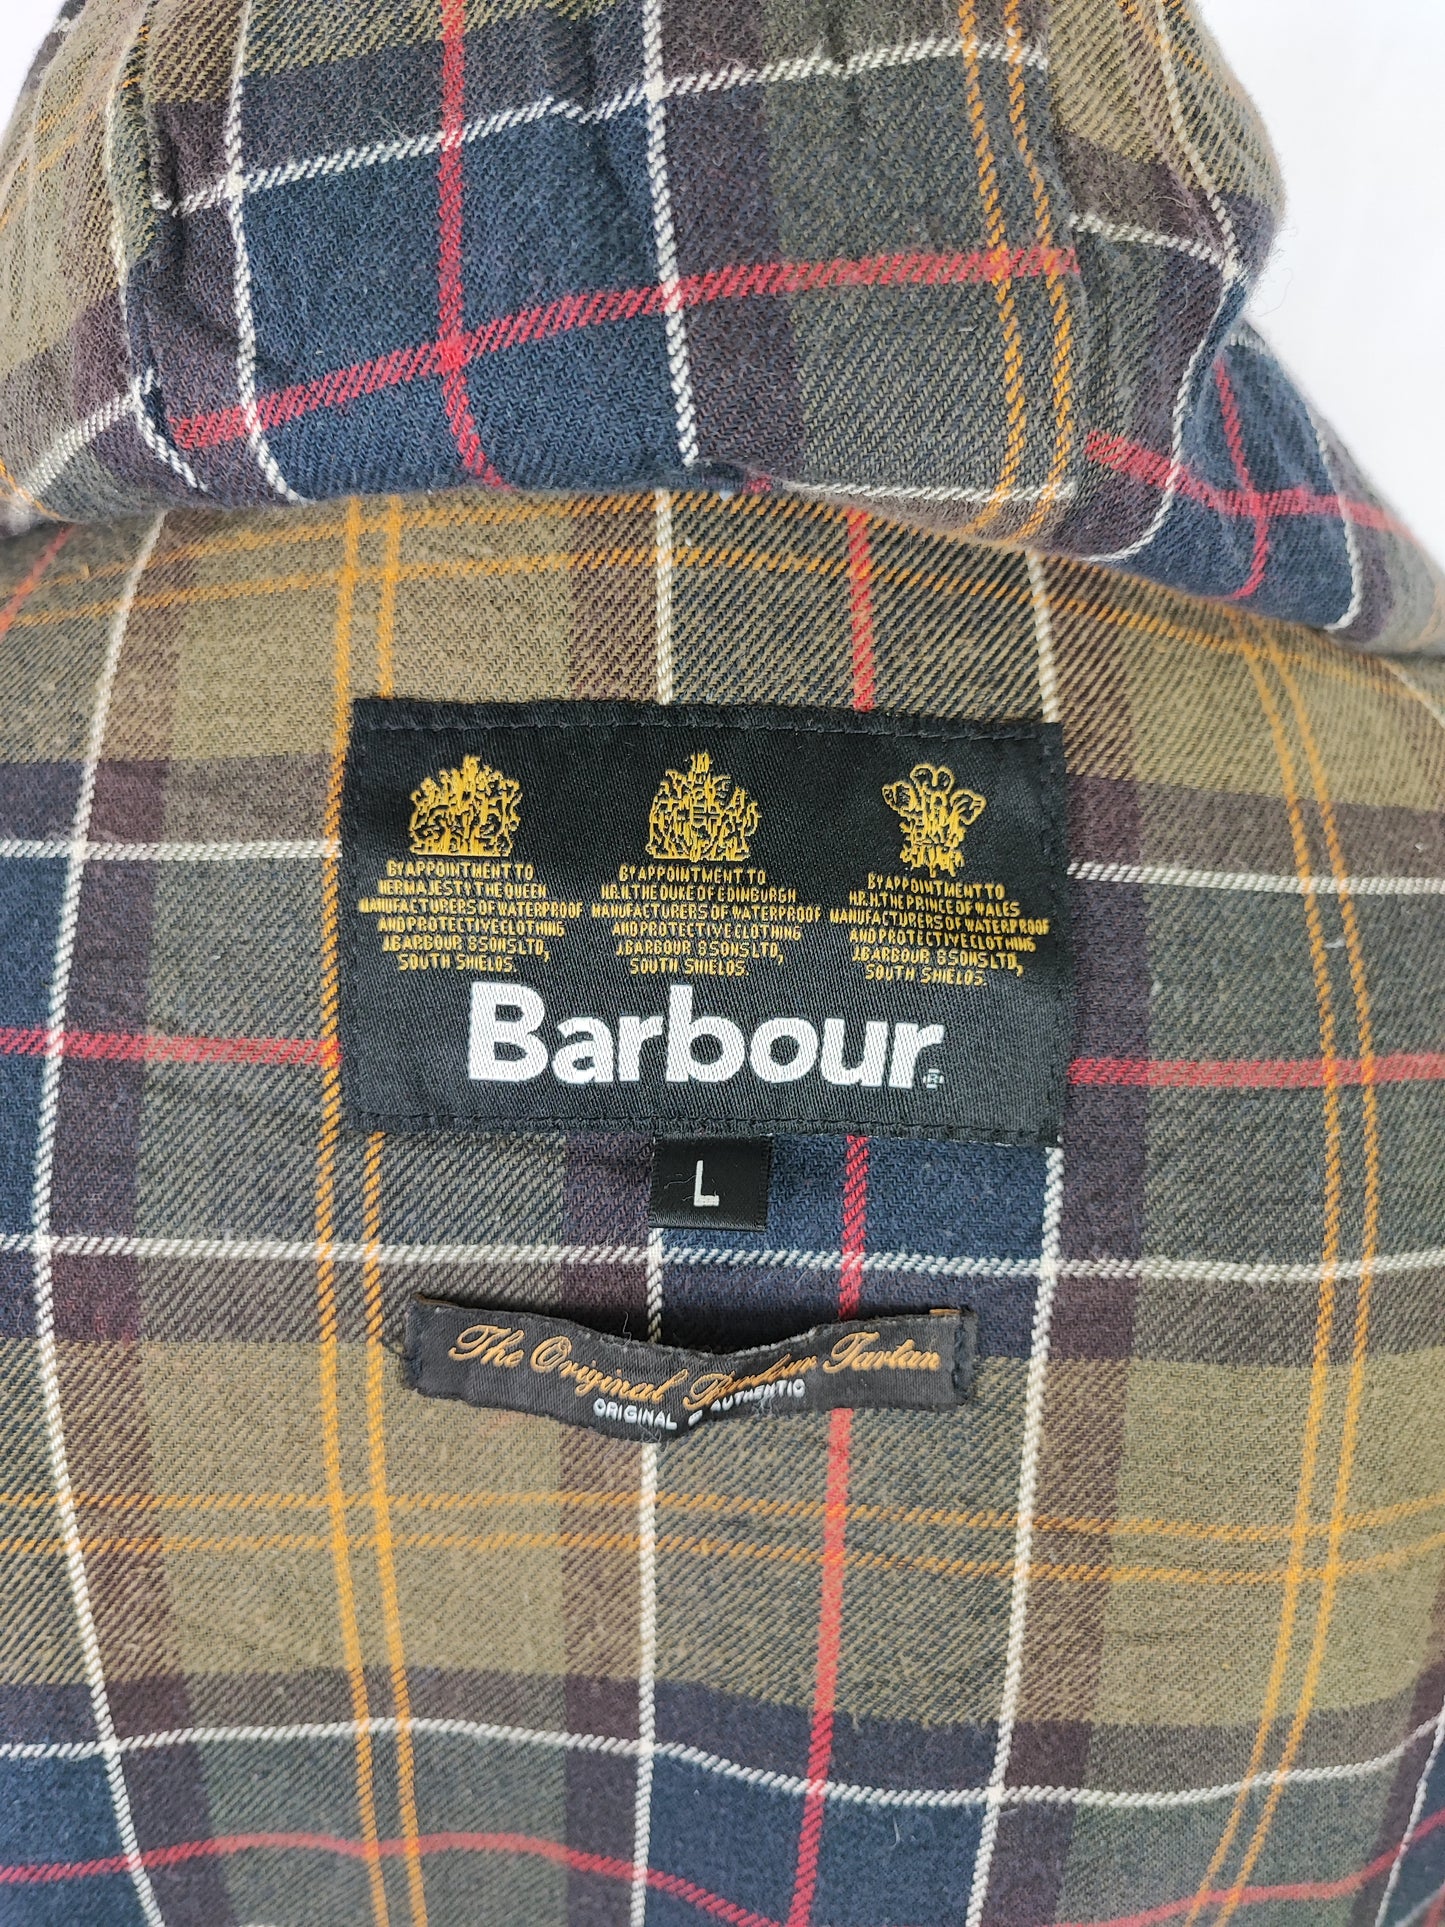 BY APPOINTMENT TO
HER MAJESTY THE QUEEN
MANUFACTURERS OF WATERPROOF
AND PROTECTIVE CLOTHING
J.BARBOUR & SONS LTD,
SOUTH SHIELDS.
BY APPOINTMENT TO
H.R.H. THE DUKE OF EDINBURGH
MANUFACTURERS OF WATERPROOF
AND PROTECTIVE CLOTHING
J.BARBOUR & SONS LTD,
SOUTH SHIELDS.
BY APPOINTMENT TO
H.R.H. THE PRINCE OF WALES
MANUFACTURERS OF WATERPROOF
AND PROTECTIVE CLOTHING
J.BARBOUR & SONS LTD,
SOUTH SHIELDS.
Barbour®
L
The Original Barbour Tartan
ORIGINAL & AUTHENTIC